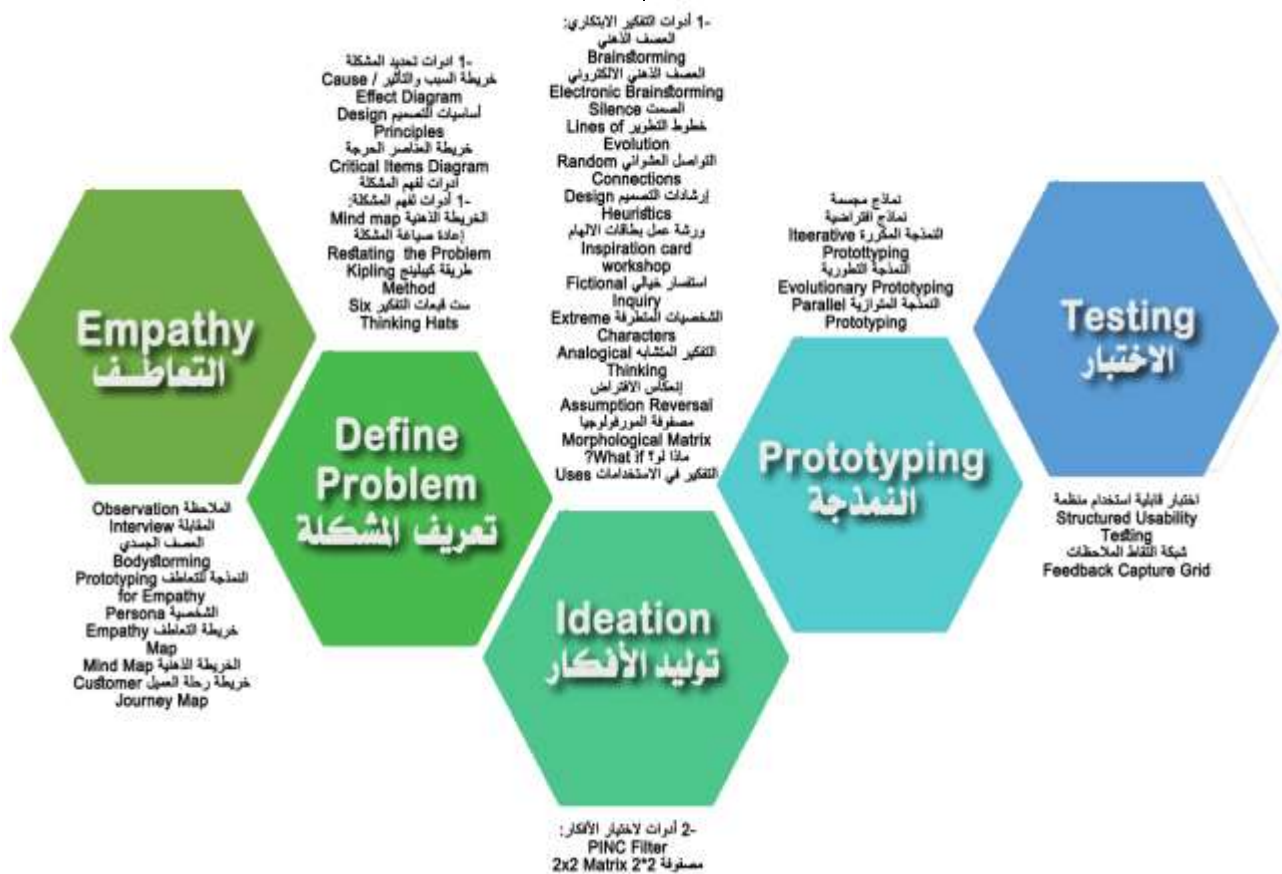 Empathy
التعاطف
الملاحظة Observation
المقابلة Interview
العصف الجسدي
Bodystorming
النمذجة للتعاطف Prototyping
for Empathy
الشخصية Persona
خريطة التعاطف Empathy
Map
الخريطة الذهنية Mind Map
خريطة رحلة العميل Customer
Journey Map
-1 ادوات تحديد المشكلة
خريطة السبب والتأثير / Cause
Effect Diagram
أساسيات التصميم Design
Principles
خريطة العناصر الحرجة
Critical Items Diagram
أدوات لفهم المشكلة
-1 أدوات لفهم المشكلة:
الخريطة الذهنية Mind map
إعادة صياغة المشكلة
Restating the Problem
طريقة كيبلينج Kipling
Method
ست قبعات التفكير Six
Thinking Hats
Define
Problem
تعريف المشكلة
-1 أدوات التفكير الابتكاري:
العصف الذهني
Brainstorming
العصف الذهني الالكتروني
Electronic Brainstorming
الصمت Silence
خطوط التطوير Lines of
Evolution
التواصل العشوائي Random
Connections
إرشادات التصميم Design
Heuristics
ورشة عمل بطاقات الالهام
Inspiration card
workshop
استفسار خيالي Fictional
Inquiry
الشخصيات المتطرفة Extreme
Characters
التفكير المتشابه Analogical
Thinking
إنعكاس الافتراض
Assumption Reversal
مصفوفة المورفولوجيا
Morphological Matrix
ماذا لو؟ What if?
التفكير في الاستخدامات Uses
Ideation
توليد الأفكار
-2 أدوات لاختيار الأفكار:
PINC Filter
مصفوفة 2*2 2x2 Matrix
نماذج مجسمة
نماذج افتراضية
النمذجة المكررة Iteerative
Protottyping
النمذجة التطورية
Evolutionary Prototyping
النمذجة المتوازية Parallel
Prototyping
Prototyping
النمذجة
Testing
الاختبار
اختبار قابلية استخدام منظمة
Structured Usability
Testing
شبكة التقاط الملاحظات
Feedback Capture Grid